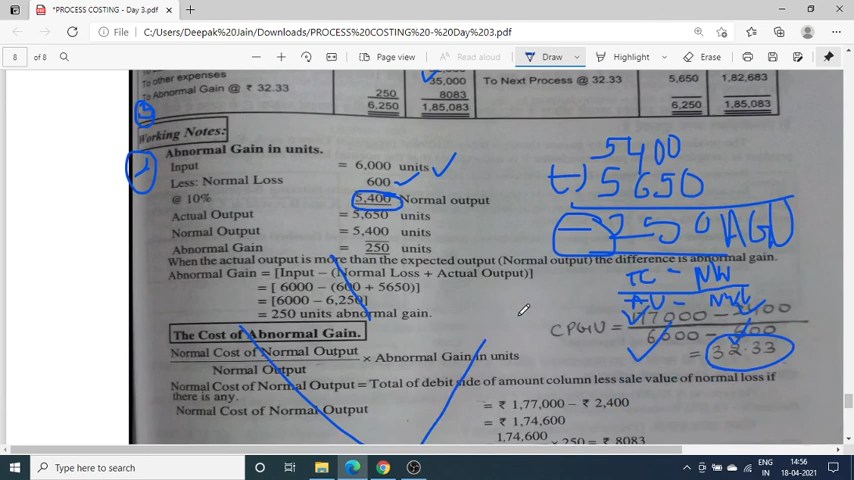 PROCESS COSTING - Day 3.pdf
C:/Users/Deepak%20Jain/Downloads/PROCESS%20COSTING%20-%20Day%203.pdf
8 of 8 Page view Read aloud Draw Highlight Erase
To other expenses 35,000 To Next Process @ 32.33 5,650 1,82,683
To Abnormal Gain @ ₹ 32.33 250 8083
6,250 1,85,083 6,250 1,85,083
Working Notes:
Abnormal Gain in units.
Input = 6,000 units
Less: Normal Loss 600
@ 10% 5,400 Normal output
Actual Output = 5,650 units
Normal Output = 5,400 units
Abnormal Gain = 250 units
When the actual output is more than the expected output (Normal output) the difference is abnormal gain.
Abnormal Gain = [Input – (Normal Loss + Actual Output)]
= [ 6000 – (600 + 5650)]
= [6000 – 6,250]
= 250 units abnormal gain.
The Cost of Abnormal Gain.
Normal Cost of Normal Output
Normal Output
× Abnormal Gain in units
Normal Cost of Normal Output = Total of debit side of amount column less sale value of normal loss if
there is any.
Normal Cost of Normal Output = ₹ 1,77,000 – ₹ 2,400
= ₹ 1,74,600
1,74,600 × 250 = ₹ 8083
5400
(-) 5650
- 250 AGU
TC - NW
CPGU = 177000 - 2400
6000 - 600
= 32.33
Type here to search
ENG
IN
14:56
18-04-2021